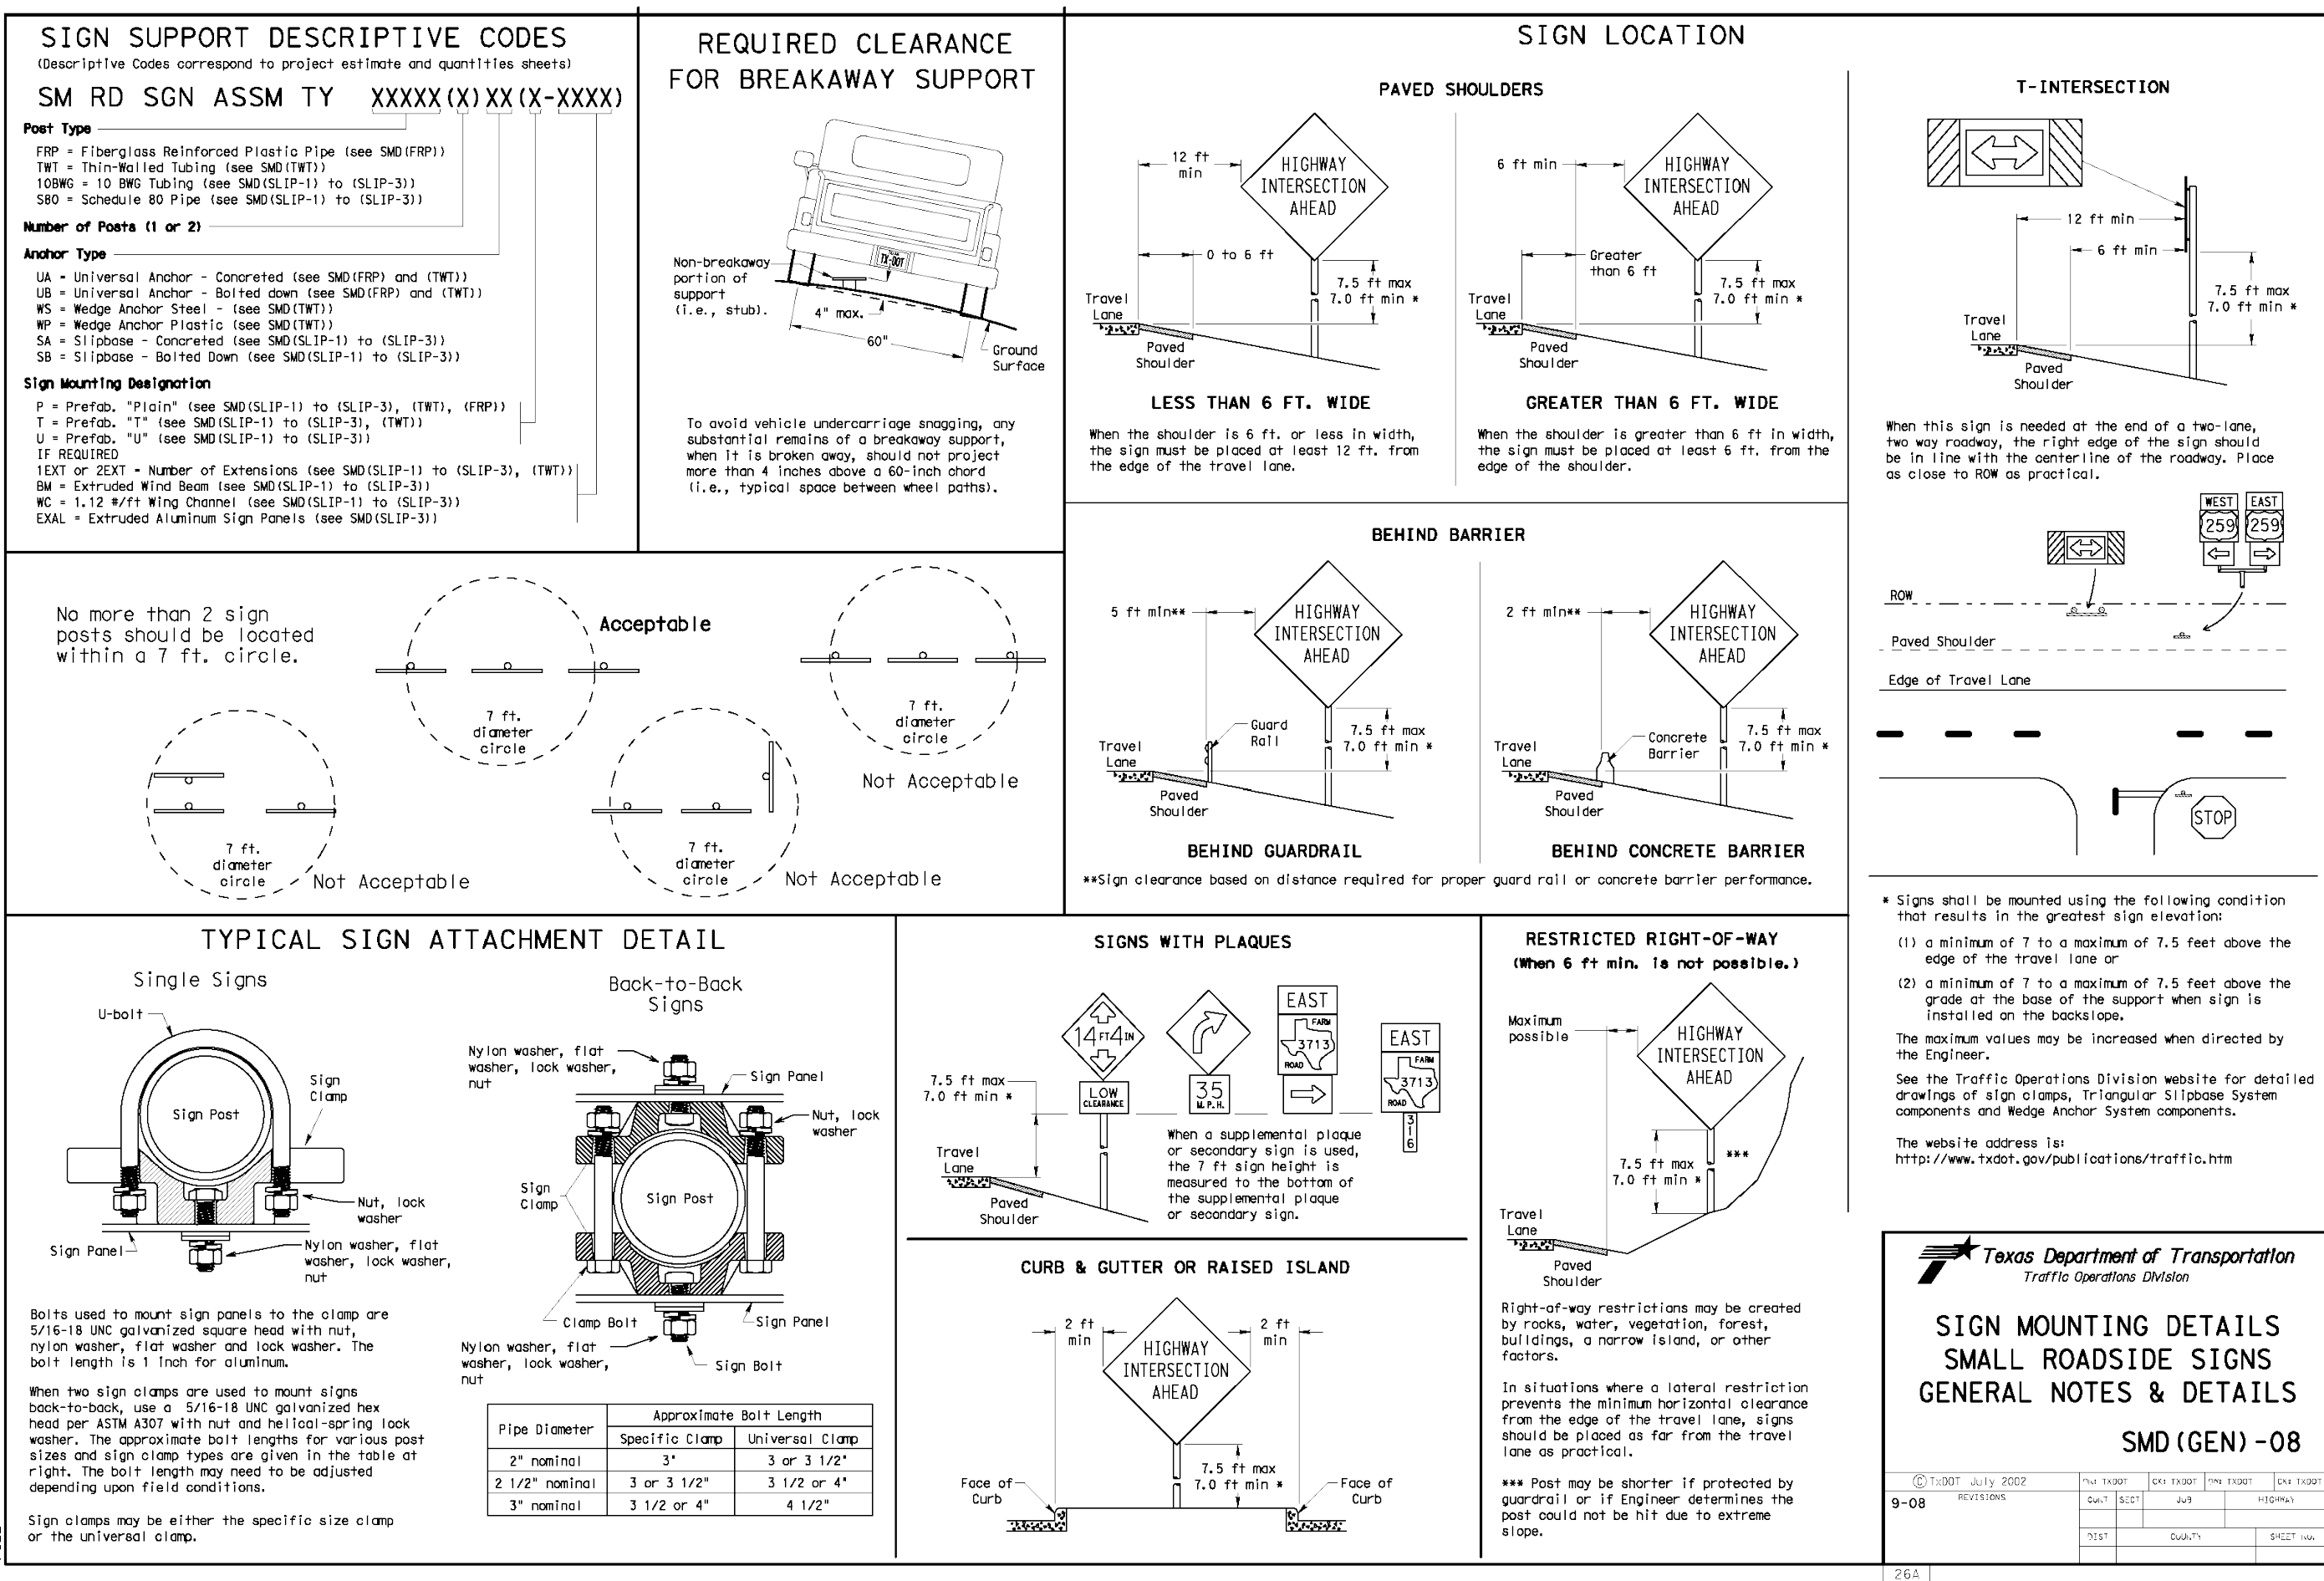 SIGN SUPPORT DESCRIPTIVE CODES
(Descriptive Codes correspond to project estimate and quantities sheets)
SM RD SGN ASSM TY XXXXX(X)XX(X-XXXX)
Post Type
FRP = Fiberglass Reinforced Plastic Pipe (see SMD(FRP))
TWT = Thin-Walled Tubing (see SMD(TWT))
10BWG = 10 BWG Tubing (see SMD(SLIP-1) to (SLIP-3))
S80 = Schedule 80 Pipe (see SMD(SLIP-1) to (SLIP-3))
Number of Posts (1 or 2)
Anchor Type
UA = Universal Anchor - Concreted (see SMD(FRP) and (TWT))
UB = Universal Anchor - Bolted down (see SMD(FRP) and (TWT))
WS = Wedge Anchor Steel - (see SMD(TWT))
WP = Wedge Anchor Plastic (see SMD(TWT))
SA = Slipbase - Concreted (see SMD(SLIP-1) to (SLIP-3))
SB = Slipbase - Bolted Down (see SMD(SLIP-1) to (SLIP-3))
Sign Mounting Designation
P = Prefab. "Plain" (see SMD(SLIP-1) to (SLIP-3), (TWT), (FRP))
T = Prefab. "T" (see SMD(SLIP-1) to (SLIP-3), (TWT))
U = Prefab. "U" (see SMD(SLIP-1) to (SLIP-3))
IF REQUIRED
1EXT or 2EXT = Number of Extensions (see SMD(SLIP-1) to (SLIP-3), (TWT))
BM = Extruded Wind Beam (see SMD(SLIP-1) to (SLIP-3))
WC = 1.12 #/ft Wing Channel (see SMD(SLIP-1) to (SLIP-3))
EXAL = Extruded Aluminum Sign Panels (see SMD(SLIP-3))
REQUIRED CLEARANCE
FOR BREAKAWAY SUPPORT
TX-DOT
Non-breakaway
portion of
support
(i.e., stub).
4" max.
60"
Ground
Surface
To avoid vehicle undercarriage snagging, any
substantial remains of a breakaway support,
when it is broken away, should not project
more than 4 inches above a 60-inch chord
(i.e., typical space between wheel paths).
SIGN LOCATION
PAVED SHOULDERS
12 ft
min
HIGHWAY
INTERSECTION
AHEAD
0 to 6 ft
7.5 ft max
7.0 ft min *
Travel
Lane
Paved
Shoulder
LESS THAN 6 FT. WIDE
When the shoulder is 6 ft. or less in width,
the sign must be placed at least 12 ft. from
the edge of the travel lane.
6 ft min
HIGHWAY
INTERSECTION
AHEAD
Greater
than 6 ft
7.5 ft max
7.0 ft min *
Travel
Lane
Paved
Shoulder
GREATER THAN 6 FT. WIDE
When the shoulder is greater than 6 ft in width,
the sign must be placed at least 6 ft. from the
edge of the shoulder.
T-INTERSECTION
12 ft min
6 ft min
7.5 ft max
7.0 ft min *
Travel
Lane
Paved
Shoulder
When this sign is needed at the end of a two-lane,
two way roadway, the right edge of the sign should
be in line with the centerline of the roadway. Place
as close to ROW as practical.
WEST EAST
259 259
ROW
Paved Shoulder
Edge of Travel Lane
STOP
No more than 2 sign
posts should be located
within a 7 ft. circle.
Acceptable
7 ft.
diameter
circle
7 ft.
diameter
circle
Not Acceptable
7 ft.
diameter
circle
Not Acceptable
7 ft.
diameter
circle
Not Acceptable
BEHIND BARRIER
5 ft min**
HIGHWAY
INTERSECTION
AHEAD
Guard
Rail
7.5 ft max
7.0 ft min *
Travel
Lane
Paved
Shoulder
BEHIND GUARDRAIL
2 ft min**
HIGHWAY
INTERSECTION
AHEAD
Concrete
Barrier
7.5 ft max
7.0 ft min *
Travel
Lane
Paved
Shoulder
BEHIND CONCRETE BARRIER
**Sign clearance based on distance required for proper guard rail or concrete barrier performance.
* Signs shall be mounted using the following condition
that results in the greatest sign elevation:
(1) a minimum of 7 to a maximum of 7.5 feet above the
edge of the travel lane or
(2) a minimum of 7 to a maximum of 7.5 feet above the
grade at the base of the support when sign is
installed on the backslope.
The maximum values may be increased when directed by
the Engineer.
See the Traffic Operations Division website for detailed
drawings of sign clamps, Triangular Slipbase System
components and Wedge Anchor System components.
The website address is:
http://www.txdot.gov/publications/traffic.htm
TYPICAL SIGN ATTACHMENT DETAIL
Single Signs
U-bolt
Sign
Clamp
Sign Post
Nut, lock
washer
Sign Panel
Nylon washer, flat
washer, lock washer,
nut
Bolts used to mount sign panels to the clamp are
5/16-18 UNC galvanized square head with nut,
nylon washer, flat washer and lock washer. The
bolt length is 1 inch for aluminum.
When two sign clamps are used to mount signs
back-to-back, use a 5/16-18 UNC galvanized hex
head per ASTM A307 with nut and helical-spring lock
washer. The approximate bolt lengths for various post
sizes and sign clamp types are given in the table at
right. The bolt length may need to be adjusted
depending upon field conditions.
Sign clamps may be either the specific size clamp
or the universal clamp.
Back-to-Back
Signs
Nylon washer, flat
washer, lock washer,
nut
Sign Panel
Nut, lock
washer
Sign
Clamp
Sign Post
Clamp Bolt
Sign Panel
Nylon washer, flat
washer, lock washer,
nut
Sign Bolt
Pipe Diameter Approximate Bolt Length
Specific Clamp Universal Clamp
2" nominal 3" 3 or 3 1/2"
2 1/2" nominal 3 or 3 1/2" 3 1/2 or 4"
3" nominal 3 1/2 or 4" 4 1/2"
SIGNS WITH PLAQUES
14 FT 4 IN
LOW
CLEARANCE
35
M.P.H.
EAST
FARM
3713
ROAD
EAST
FARM
3713
ROAD
3
1
6
7.5 ft max
7.0 ft min *
Travel
Lane
Paved
Shoulder
When a supplemental plaque
or secondary sign is used,
the 7 ft sign height is
measured to the bottom of
the supplemental plaque
or secondary sign.
CURB & GUTTER OR RAISED ISLAND
2 ft
min
2 ft
min
HIGHWAY
INTERSECTION
AHEAD
7.5 ft max
7.0 ft min *
Face of
Curb
Face of
Curb
RESTRICTED RIGHT-OF-WAY
(When 6 ft min. is not possible.)
Maximum
possible
HIGHWAY
INTERSECTION
AHEAD
7.5 ft max
7.0 ft min *
***
Travel
Lane
Paved
Shoulder
Right-of-way restrictions may be created
by rocks, water, vegetation, forest,
buildings, a narrow island, or other
factors.
In situations where a lateral restriction
prevents the minimum horizontal clearance
from the edge of the travel lane, signs
should be placed as far from the travel
lane as practical.
*** Post may be shorter if protected by
guardrail or if Engineer determines the
post could not be hit due to extreme
slope.
Texas Department of Transportation
Traffic Operations Division
SIGN MOUNTING DETAILS
SMALL ROADSIDE SIGNS
GENERAL NOTES & DETAILS
SMD(GEN)-08
© TxDOT July 2002 DN: TXDOT CK: TXDOT DW: TXDOT CK: TXDOT
9-08 REVISIONS CONT SECT JOB HIGHWAY
DIST COUNTY SHEET NO.
26A